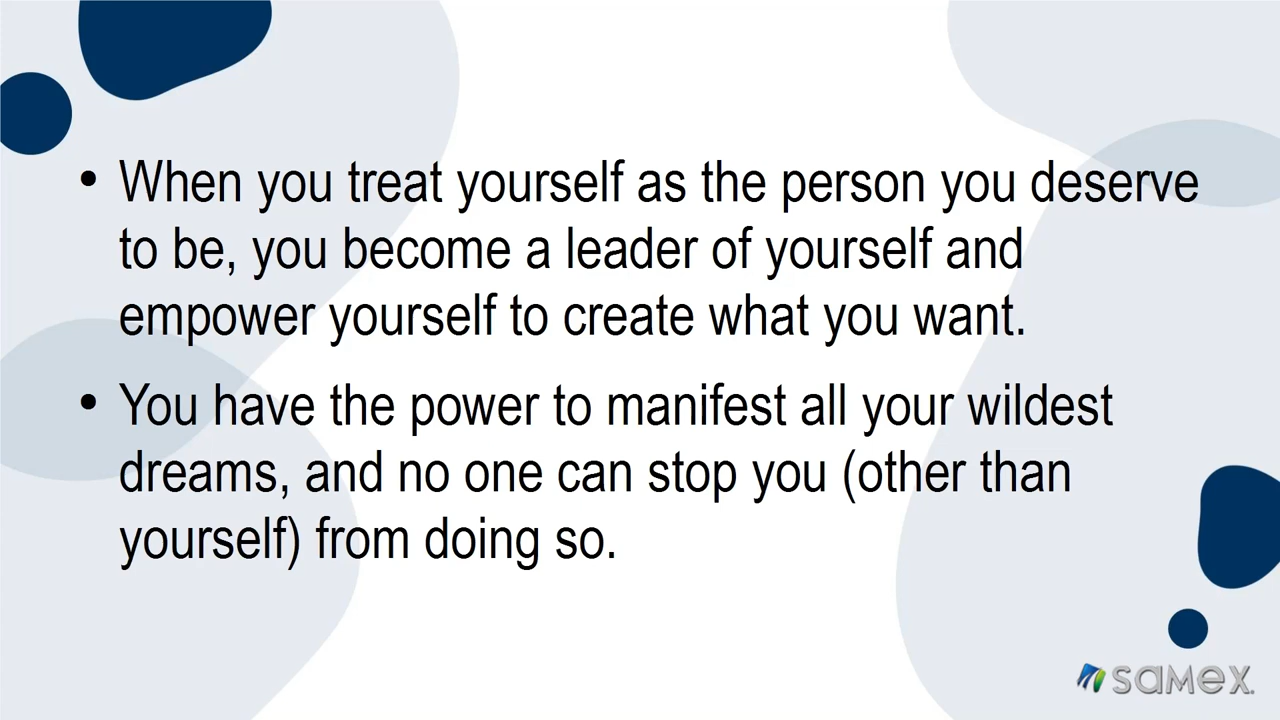 • When you treat yourself as the person you deserve
to be, you become a leader of yourself and
empower yourself to create what you want.
• You have the power to manifest all your wildest
dreams, and no one can stop you (other than
yourself) from doing so.
samex.